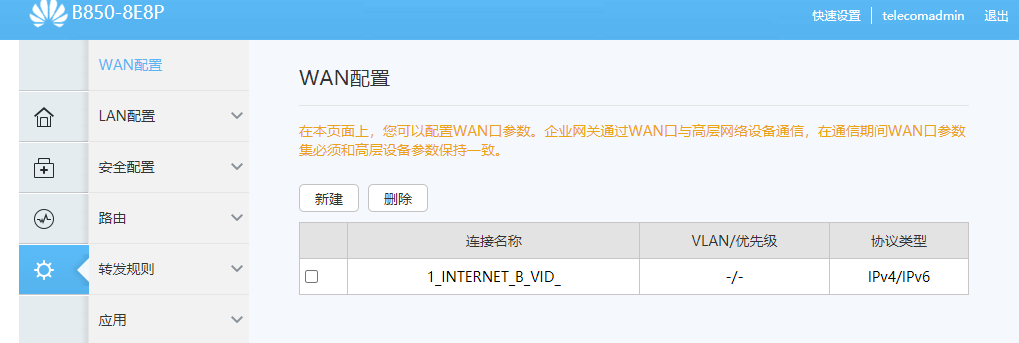 B850-8E8P
快速设置 telecomadmin 退出
WAN配置
LAN配置
安全配置
路由
转发规则
应用
WAN配置
在本页面上，您可以配置WAN口参数。企业网关通过WAN口与高层网络设备通信，在通信期间WAN口参数
集必须和高层设备参数保持一致。
新建 删除
连接名称 VLAN/优先级 协议类型
1_INTERNET_B_VID_ -/- IPv4/IPv6